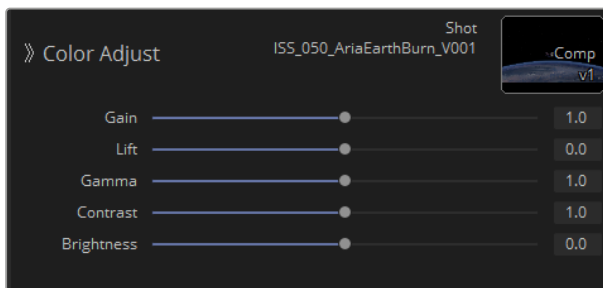 Shot
》 Color Adjust
ISS_050_AriaEarthBurn_V001
Comp
v1
Gain 1.0
Lift 0.0
Gamma 1.0
Contrast 1.0
Brightness 0.0